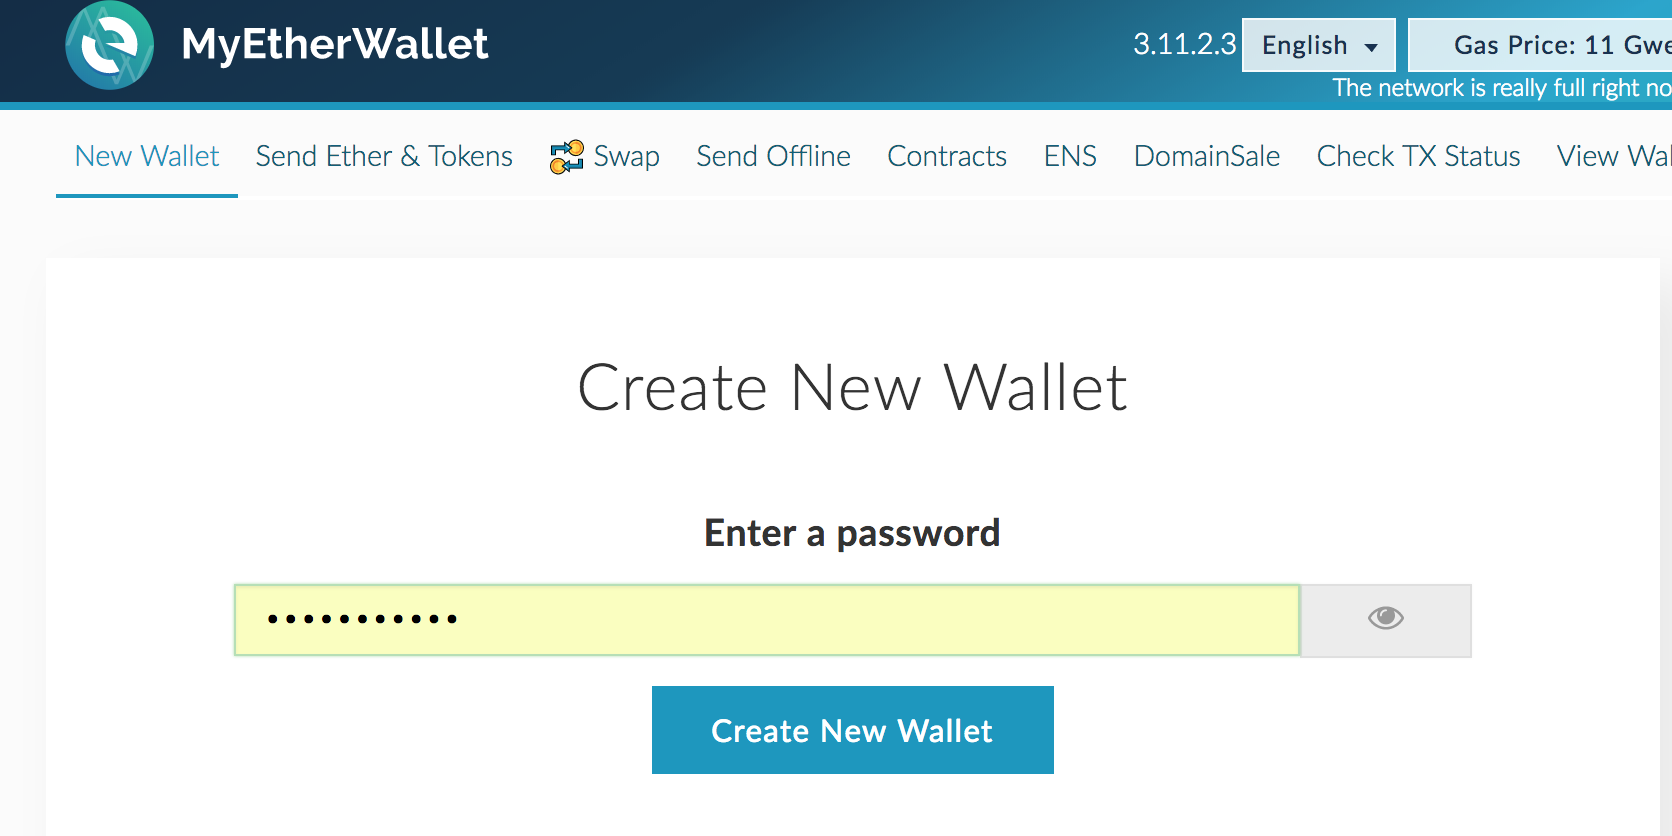 MyEtherWallet
3.11.2.3 English Gas Price: 11 Gwe
The network is really full right no
New Wallet Send Ether & Tokens Swap Send Offline Contracts ENS DomainSale Check TX Status View Wal
Create New Wallet
Enter a password
•••••••••••
Create New Wallet